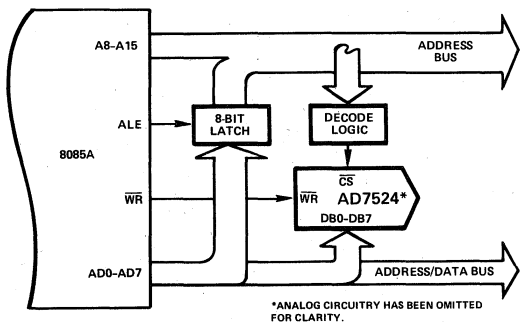 A8-A15
ADDRESS
BUS
ALE
8-BIT
LATCH
DECODE
LOGIC
8085A
CS
WR
WR
AD7524*
DB0-DB7
AD0-AD7
ADDRESS/DATA BUS
*ANALOG CIRCUITRY HAS BEEN OMITTED
FOR CLARITY.